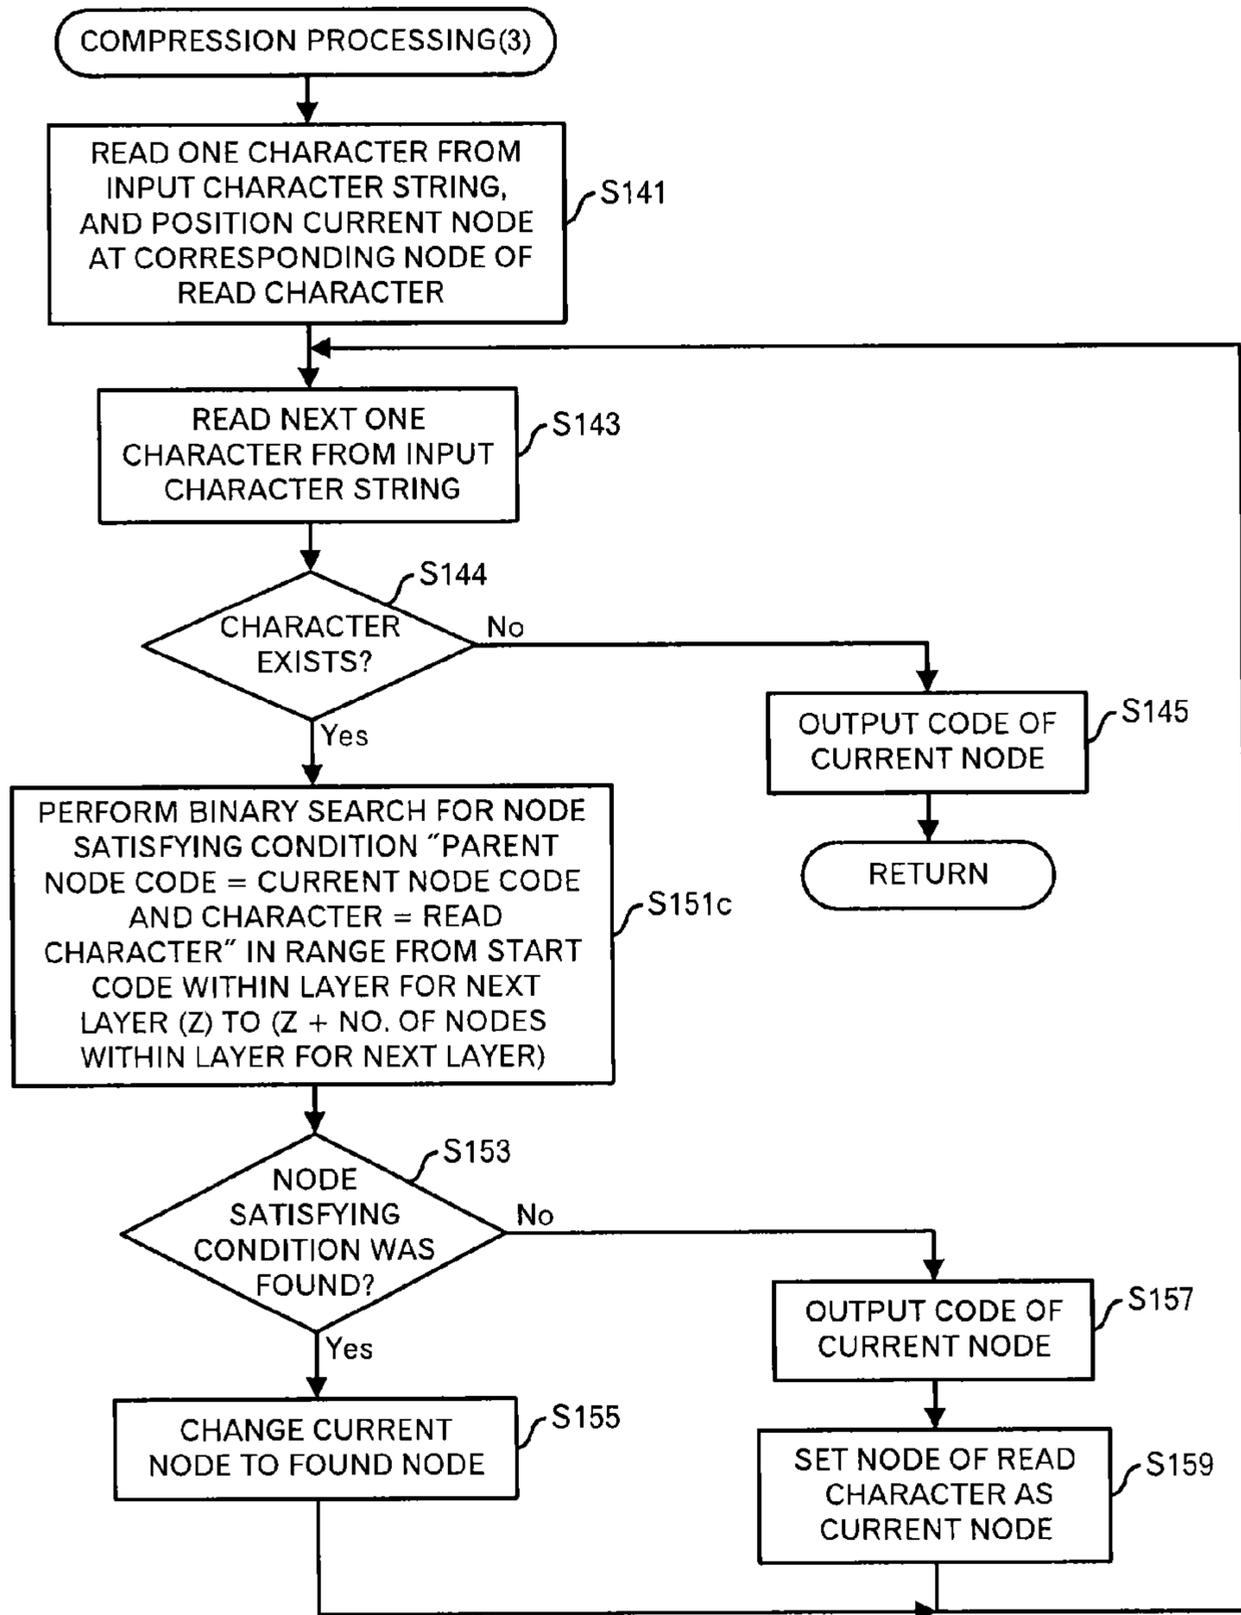 COMPRESSION PROCESSING(3)
READ ONE CHARACTER FROM
INPUT CHARACTER STRING,
AND POSITION CURRENT NODE
AT CORRESPONDING NODE OF
READ CHARACTER
S141
READ NEXT ONE
CHARACTER FROM INPUT
CHARACTER STRING
S143
S144
CHARACTER
EXISTS?
No
Yes
OUTPUT CODE OF
CURRENT NODE
S145
RETURN
PERFORM BINARY SEARCH FOR NODE
SATISFYING CONDITION "PARENT
NODE CODE = CURRENT NODE CODE
AND CHARACTER = READ
CHARACTER" IN RANGE FROM START
CODE WITHIN LAYER FOR NEXT
LAYER (Z) TO (Z + NO. OF NODES
WITHIN LAYER FOR NEXT LAYER)
S151c
S153
NODE
SATISFYING
CONDITION WAS
FOUND?
No
Yes
OUTPUT CODE OF
CURRENT NODE
S157
CHANGE CURRENT
NODE TO FOUND NODE
S155
SET NODE OF READ
CHARACTER AS
CURRENT NODE
S159